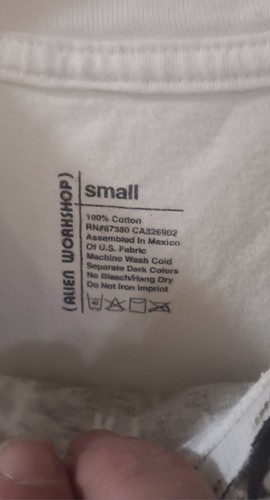 (ALIEN WORKSHOP)
small
100% Cotton
RN#67380 CA326902
Assembled In Mexico
Of U.S. Fabric
Machine Wash Cold
Separate Dark Colors
No Bleach/Hang Dry
Do Not Iron Imprint